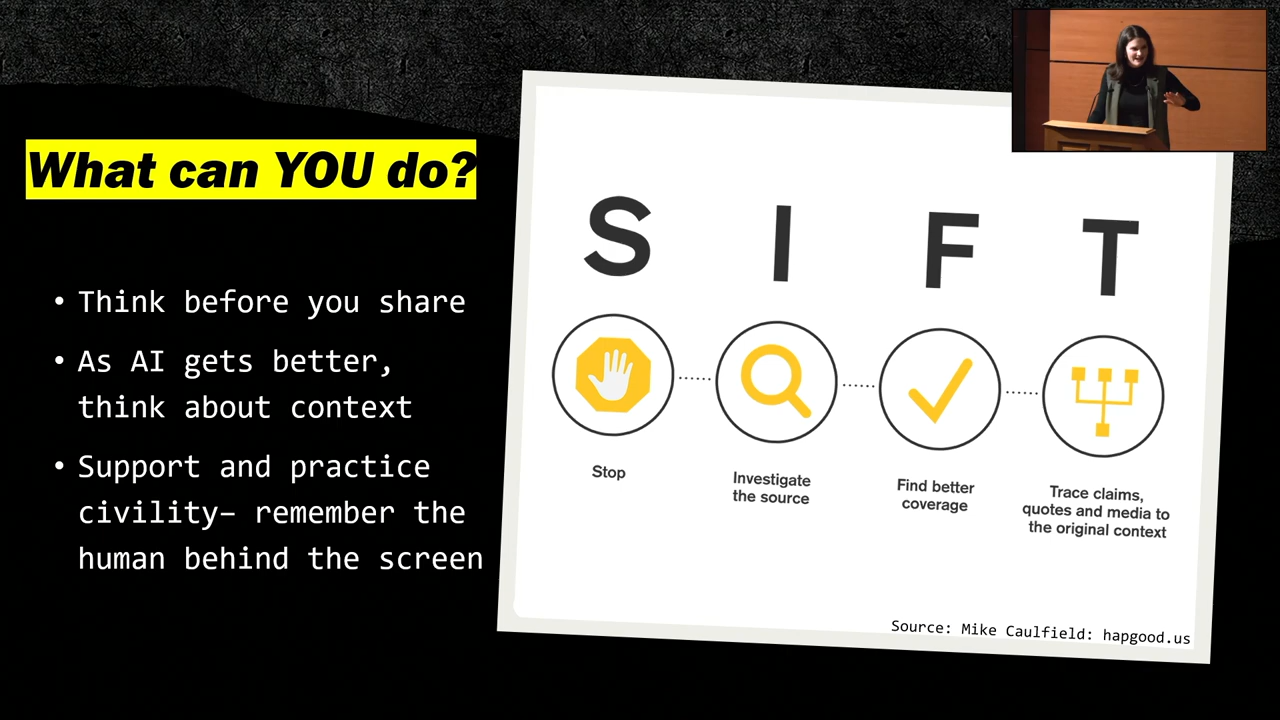 What can YOU do?
• Think before you share
• As AI gets better,
think about context
• Support and practice
civility– remember the
human behind the screen
S I F T
Stop
Investigate
the source
Find better
coverage
Trace claims,
quotes and media to
the original context
Source: Mike Caulfield: hapgood.us